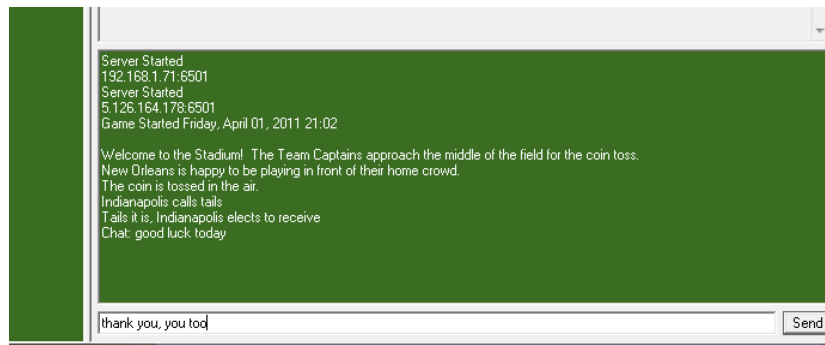 Server Started
192.168.1.71:6501
Server Started
5.126.164.178:6501
Game Started Friday, April 01, 2011 21:02
Welcome to the Stadium!  The Team Captains approach the middle of the field for the coin toss.
New Orleans is happy to be playing in front of their home crowd.
The coin is tossed in the air.
Indianapolis calls tails
Tails it is, Indianapolis elects to receive
Chat: good luck today
thank you, you too
Send